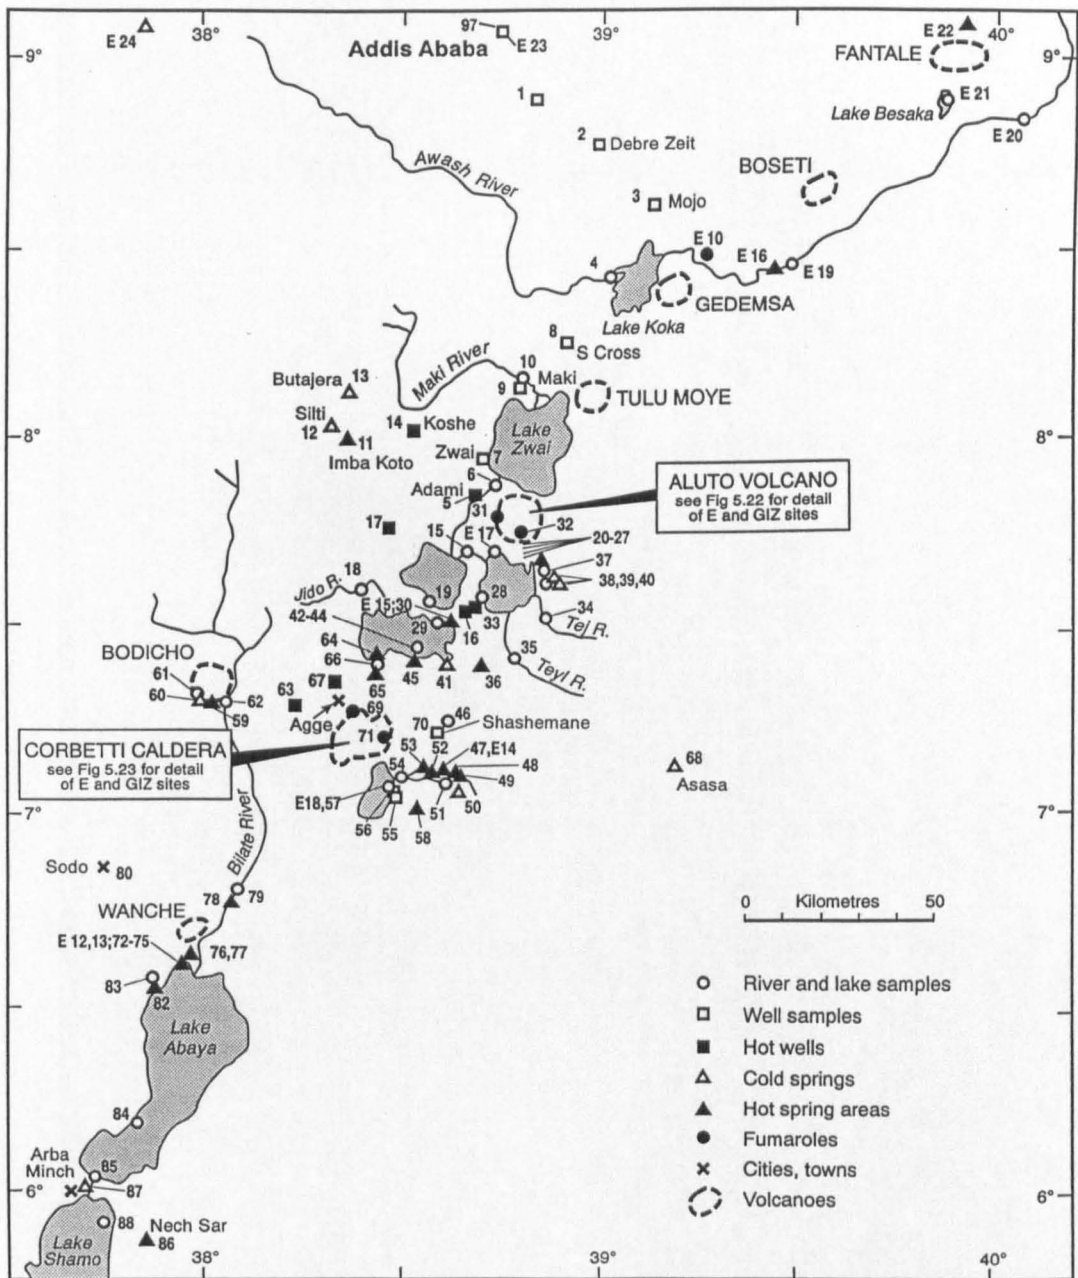 38°
39°
40°
97
E 24
E 23
Addis Ababa
E 22
FANTALE
9°
9°
1
E 21
Lake Besaka
E 20
2
Debre Zeit
Awash River
BOSETI
3
Mojo
E 10
E 16
4
E 19
GEDEMSA
Lake Koka
8
S Cross
Maki River
10
Maki
9
Butajera
13
TULU MOYE
Silti
12
14
Koshe
11
Imba Koto
Lake
Zwai
8°
8°
Zwai
7
6
Adami
5
31
ALUTO VOLCANO
see Fig 5.22 for detail
of E and GIZ sites
32
17
15
E 17
20-27
37
38,39,40
18
Jido R.
19
28
E 15;30
42-44
29
16
33
34
Tel R.
35
Teyl R.
64
66
BODICHO
61
60
59
62
63
67
65
45
41
36
Agge
69
46
70
Shashemane
71
CORBETTI CALDERA
see Fig 5.23 for detail
of E and GIZ sites
53
52
47,E14
48
54
49
50
51
E18,57
56
55
58
68
Asasa
7°
7°
Bilate River
Sodo
80
78
79
WANCHE
E 12,13;72-75
76,77
83
82
Lake
Abaya
0
Kilometres
50
River and lake samples
Well samples
Hot wells
Cold springs
Hot spring areas
Fumaroles
Cities, towns
Volcanoes
84
Arba
Minch
85
87
6°
6°
88
Nech Sar
86
Lake
Shamo
38°
39°
40°